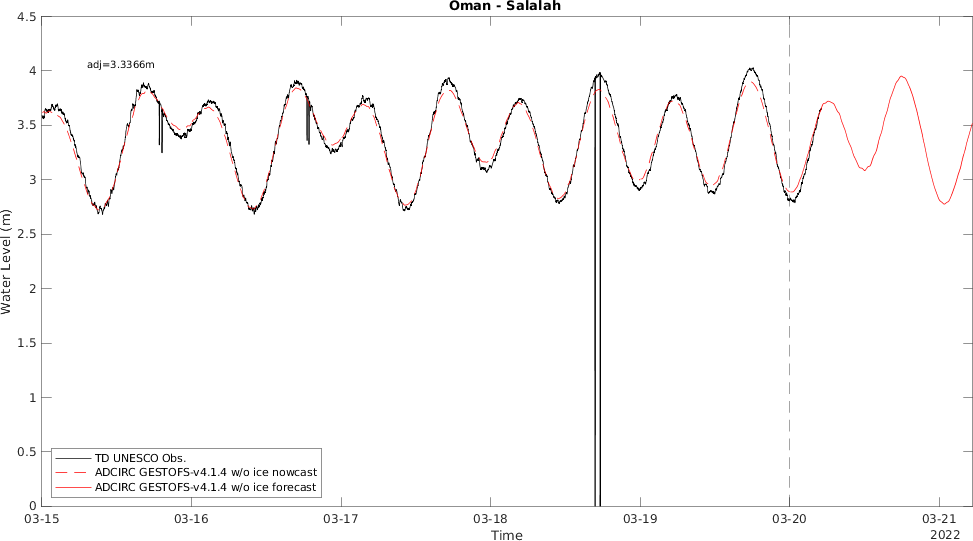 Oman - Salalah
4.5
4
3.5
3
2.5
2
1.5
1
0.5
0
Water Level (m)
adj=3.3366m
TD UNESCO Obs.
ADCIRC GESTOFS-v4.1.4 w/o ice nowcast
ADCIRC GESTOFS-v4.1.4 w/o ice forecast
03-15 03-16 03-17 03-18 03-19 03-20 03-21
Time
2022